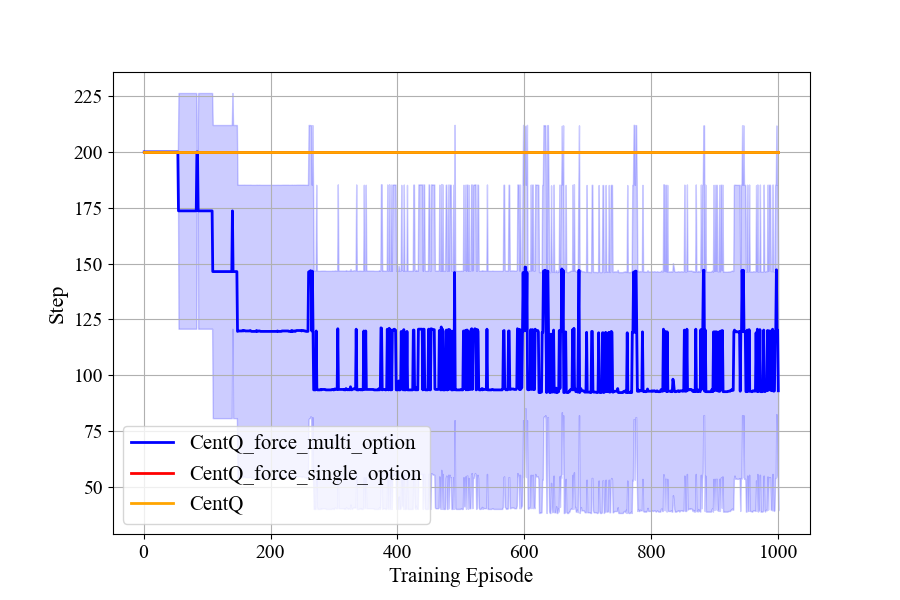 225
200
175
150
125
100
75
50
Step
CentQ_force_multi_option
CentQ_force_single_option
CentQ
0 200 400 600 800 1000
Training Episode